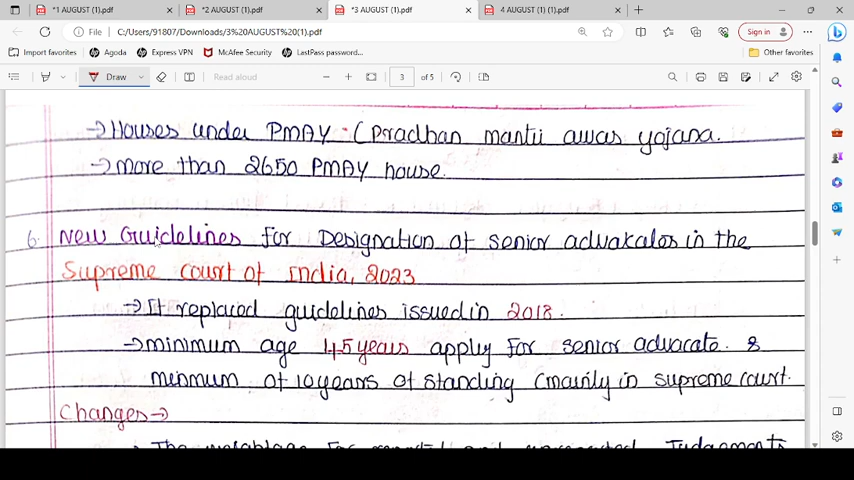 *1 AUGUST (1).pdf
*2 AUGUST (1).pdf
*3 AUGUST (1).pdf
4 AUGUST (1) (1).pdf
File C:/Users/91807/Downloads/3%20AUGUST%20(1).pdf
Sign in
Import favorites Agoda Express VPN McAfee Security LastPass password... Other favorites
Draw Read aloud 3 of 5
→Houses under PMAY . (Pradhan mantii awas yojana.
→more than 2650 PMAY house.
6. New Guidelines for Designation of senior advakates in the
Supreme court of India, 2023
→It replaced guidelines issued in 2018.
→minimum age 45 years apply for senior advacate. &
menmum of 10 years of standing (mainly in supreme court.
Changes→